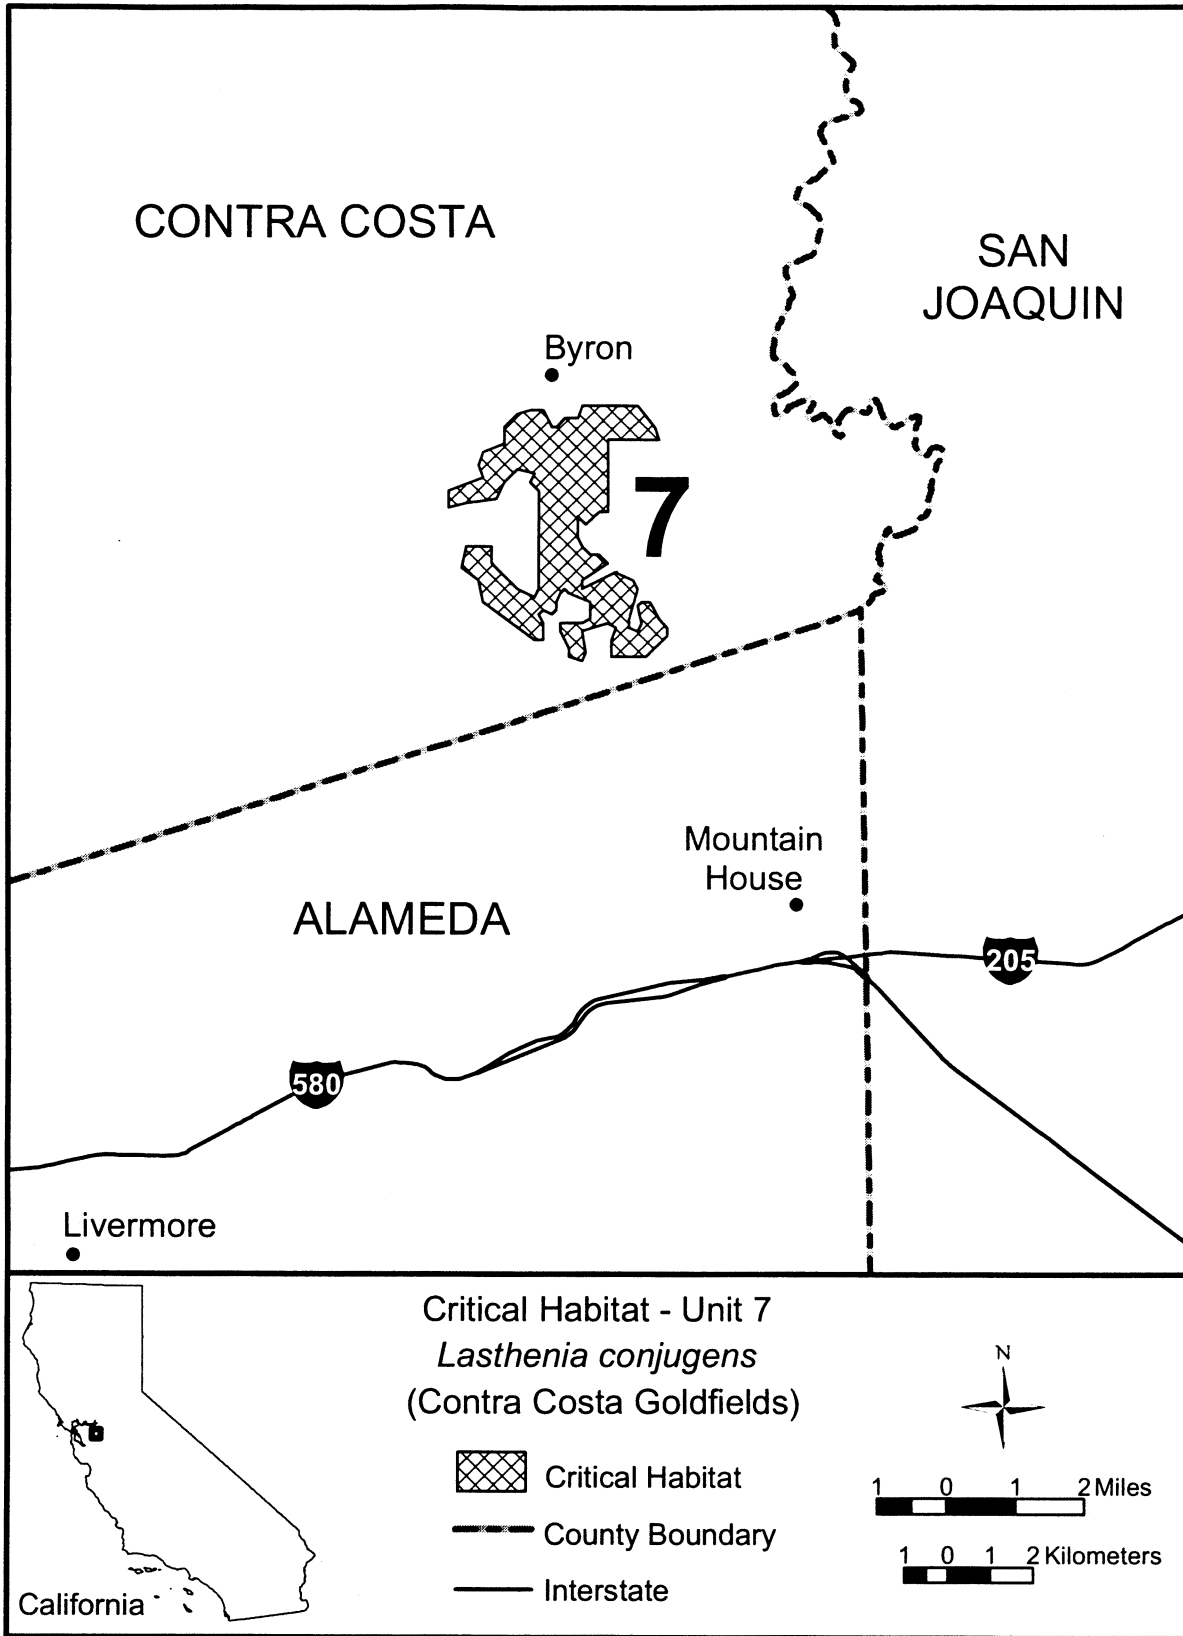 CONTRA COSTA
SAN
JOAQUIN
Byron
7
Mountain
House
ALAMEDA
205
580
Livermore
Critical Habitat - Unit 7
Lasthenia conjugens
(Contra Costa Goldfields)
Critical Habitat
County Boundary
Interstate
N
1 0 1 2 Miles
1 0 1 2 Kilometers
California